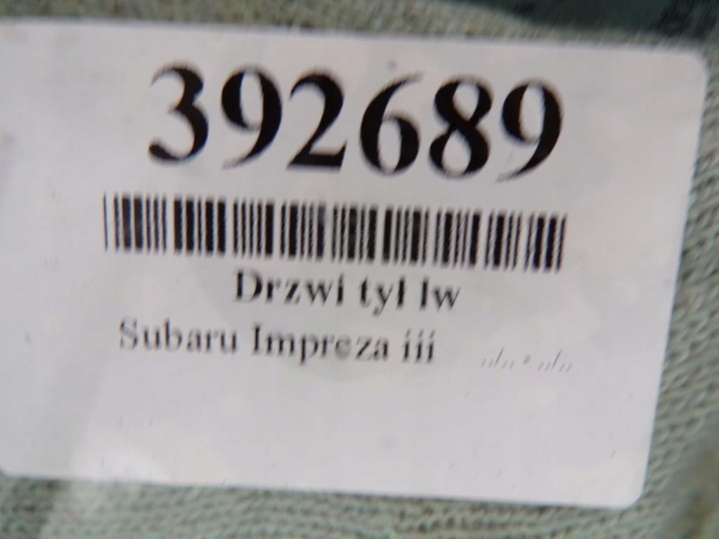 392689
Drzwi tył lw
Subaru Impreza iii